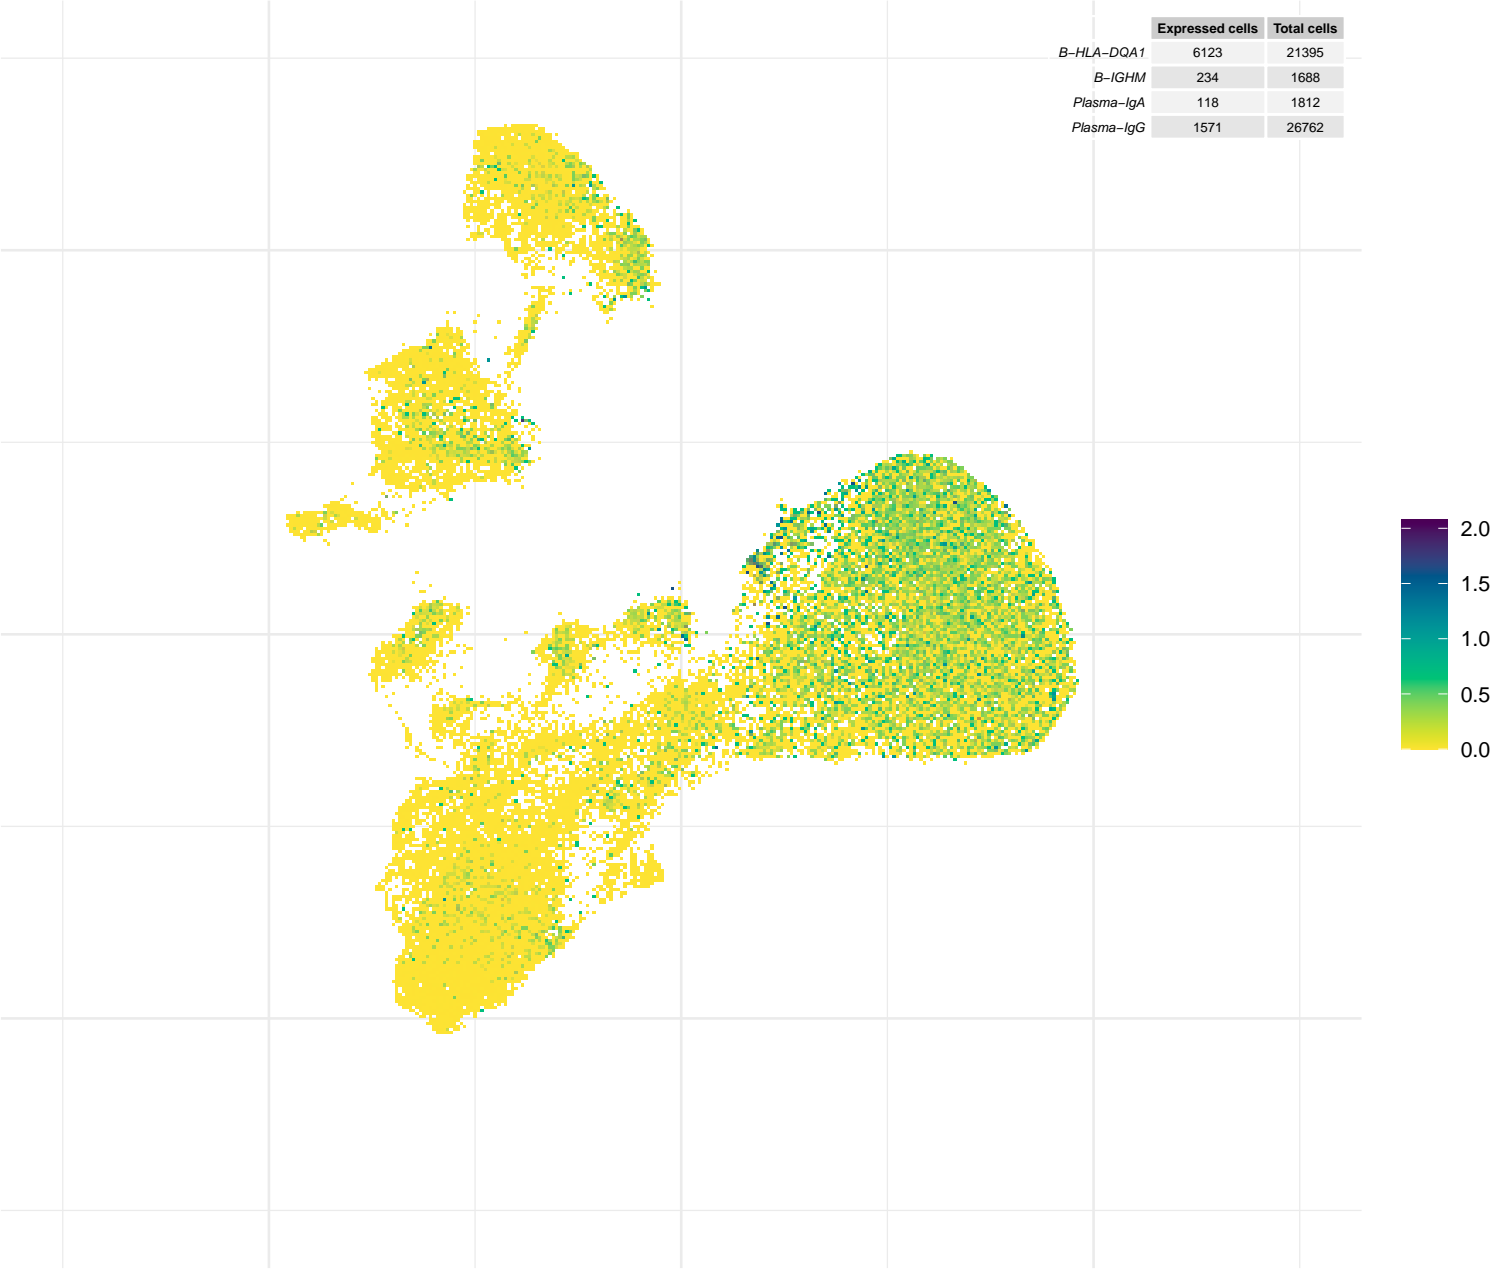 Expressed cells Total cells
B−HLA−DQA1 6123 21395
B−IGHM 234 1688
Plasma−IgA 118 1812
Plasma−IgG 1571 26762
2.0
1.5
1.0
0.5
0.0